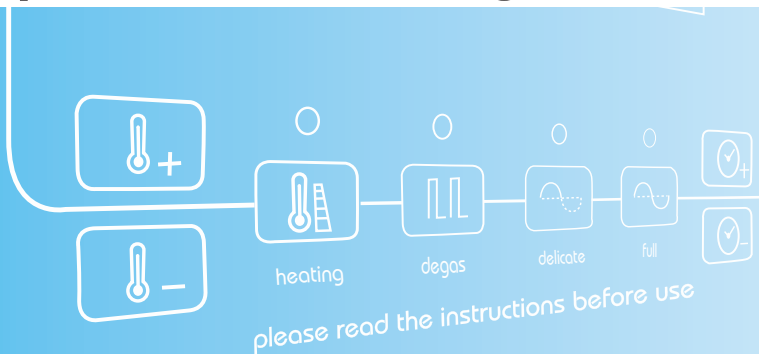 heating degas delicate full
please read the instructions before use